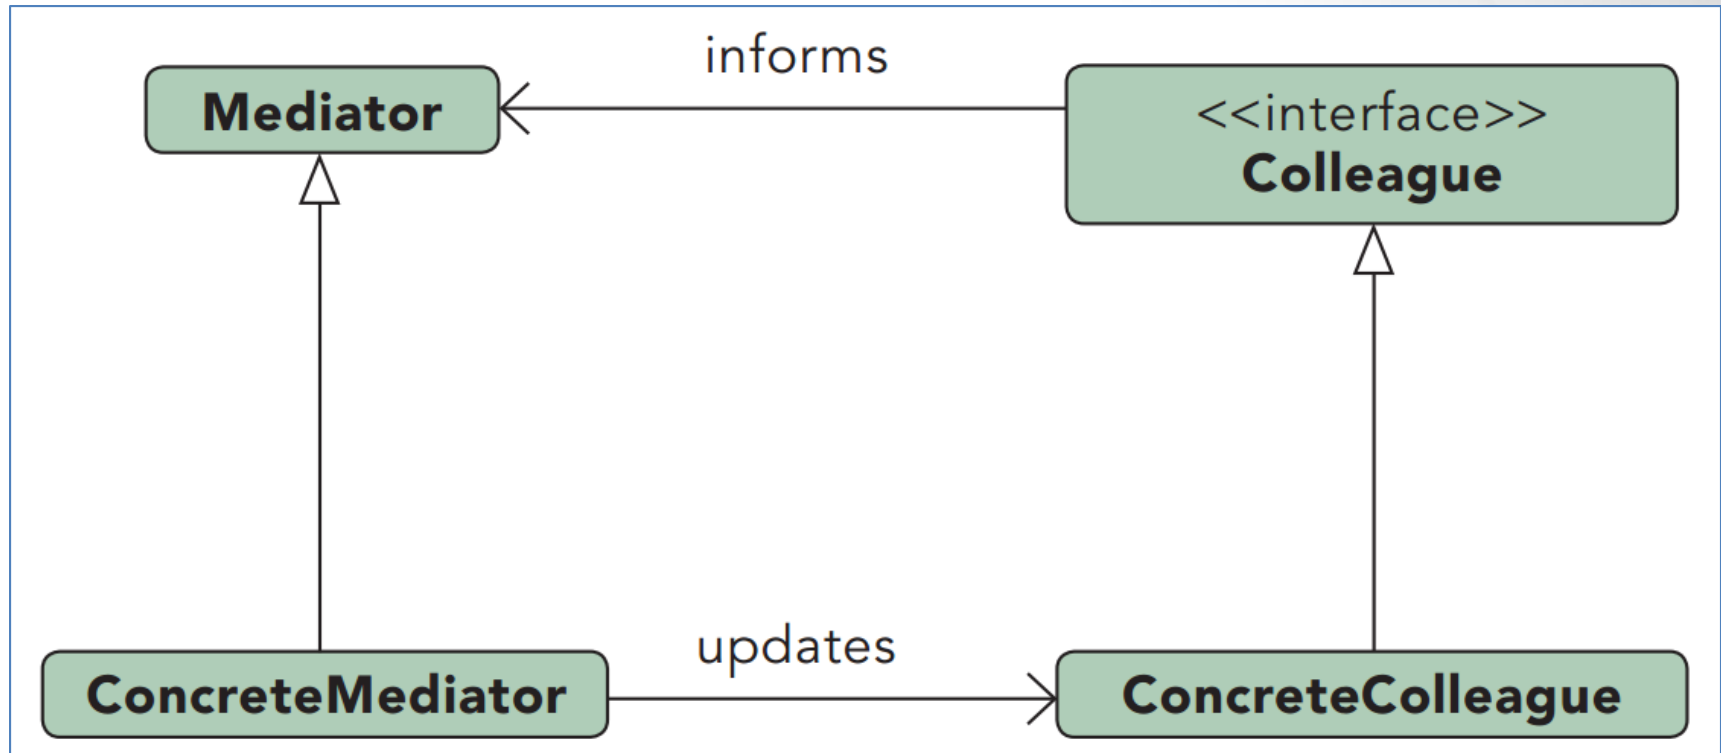 informs
Mediator
<<interface>>
Colleague
updates
ConcreteMediator
ConcreteColleague